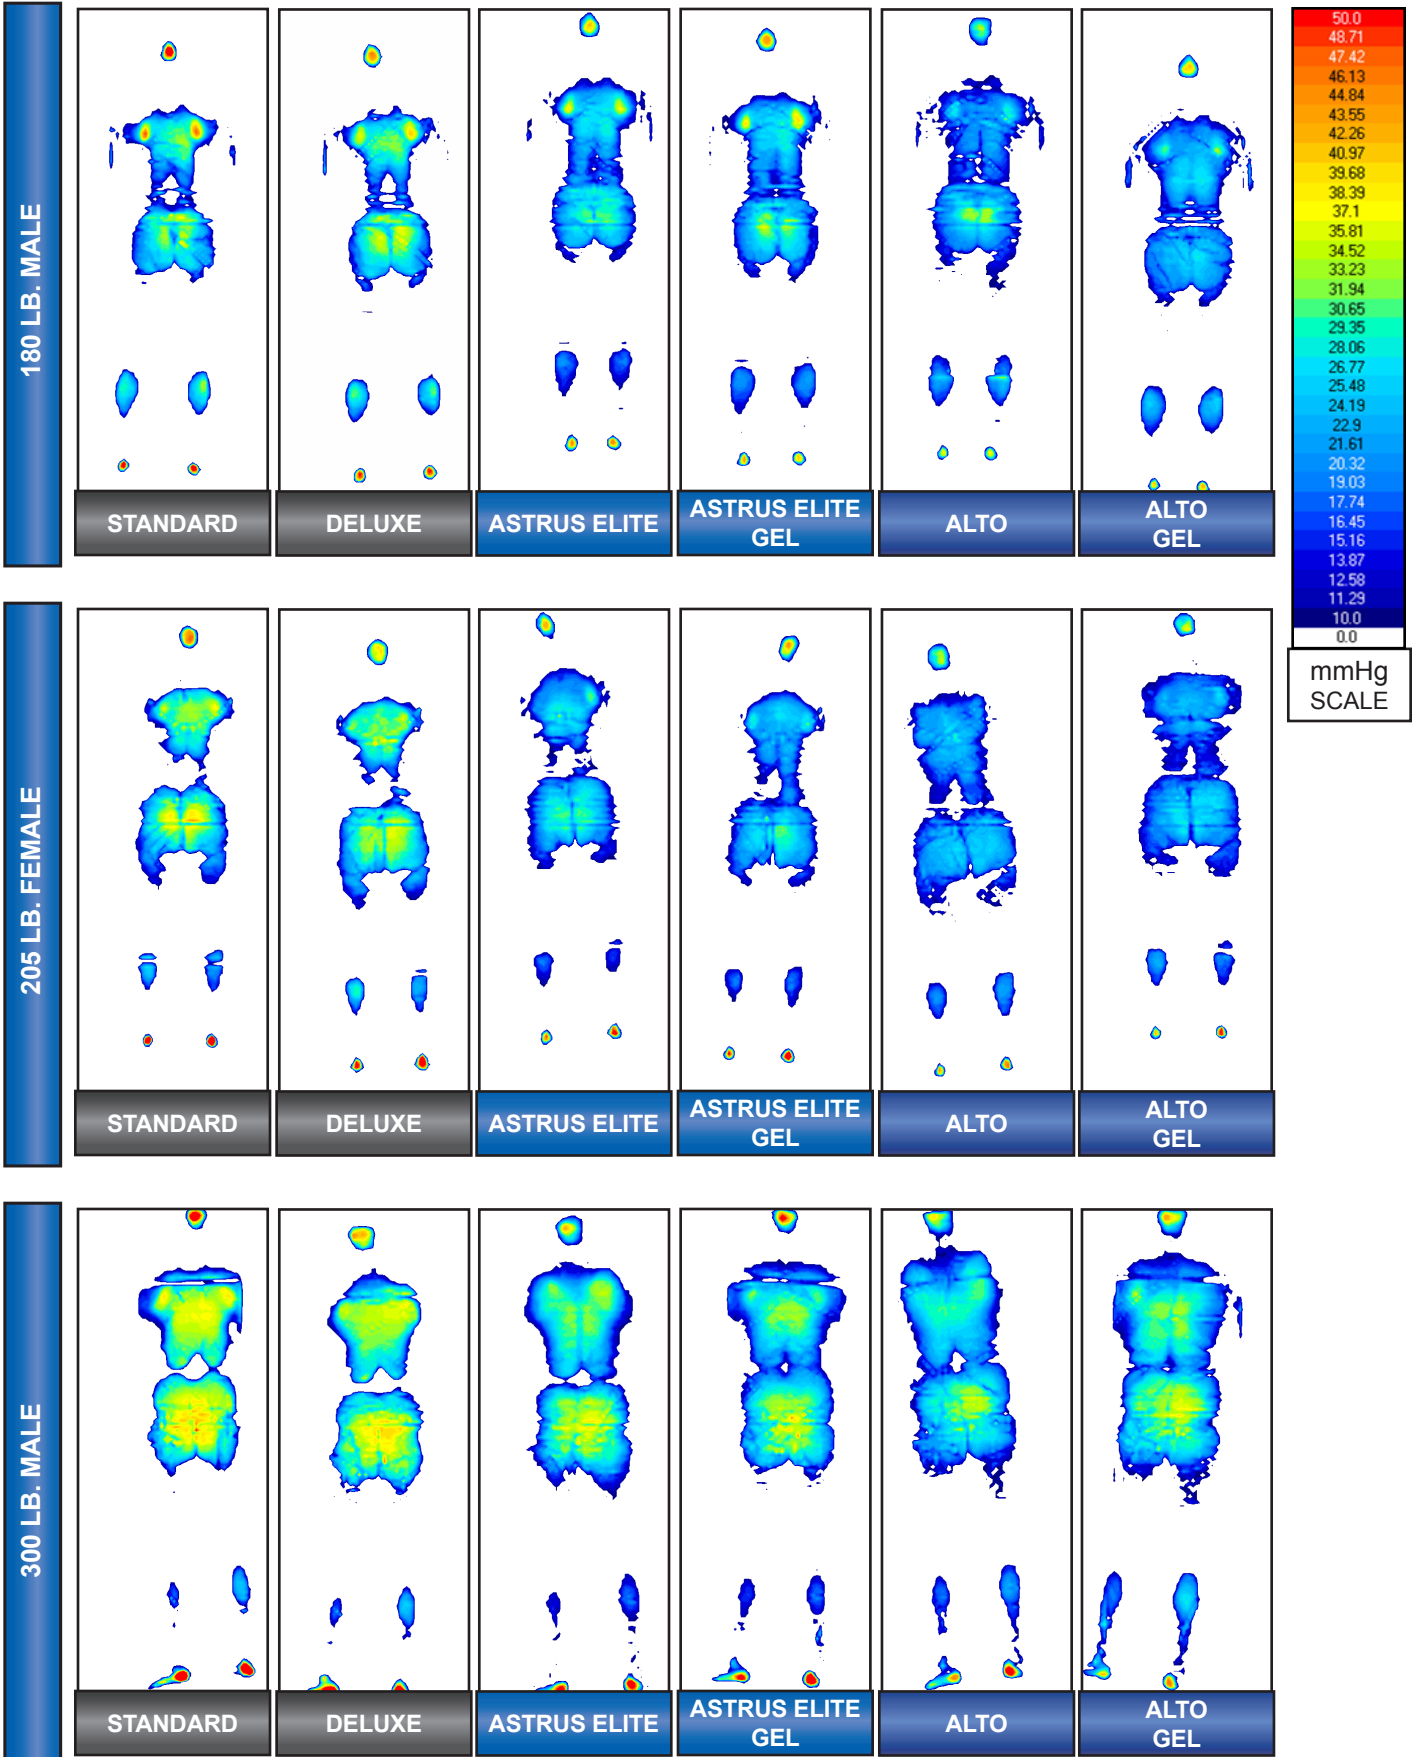 180 LB. MALE
STANDARD
DELUXE
ASTRUS ELITE
ASTRUS ELITE
GEL
ALTO
ALTO
GEL
50.0
48.71
47.42
46.13
44.84
43.55
42.26
40.97
39.68
38.39
37.1
35.81
34.52
33.23
31.94
30.65
29.35
28.06
26.77
25.48
24.19
22.9
21.61
20.32
19.03
17.74
16.45
15.16
13.87
12.58
11.29
10.0
0.0
mmHg
SCALE
205 LB. FEMALE
STANDARD
DELUXE
ASTRUS ELITE
ASTRUS ELITE
GEL
ALTO
ALTO
GEL
300 LB. MALE
STANDARD
DELUXE
ASTRUS ELITE
ASTRUS ELITE
GEL
ALTO
ALTO
GEL